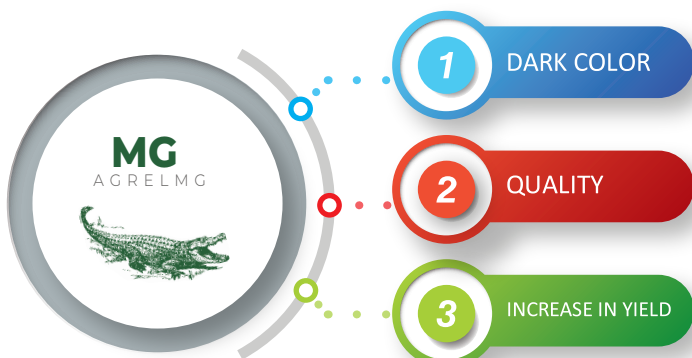 MG
AGRELMG
1
DARK COLOR
2
QUALITY
3
INCREASE IN YIELD